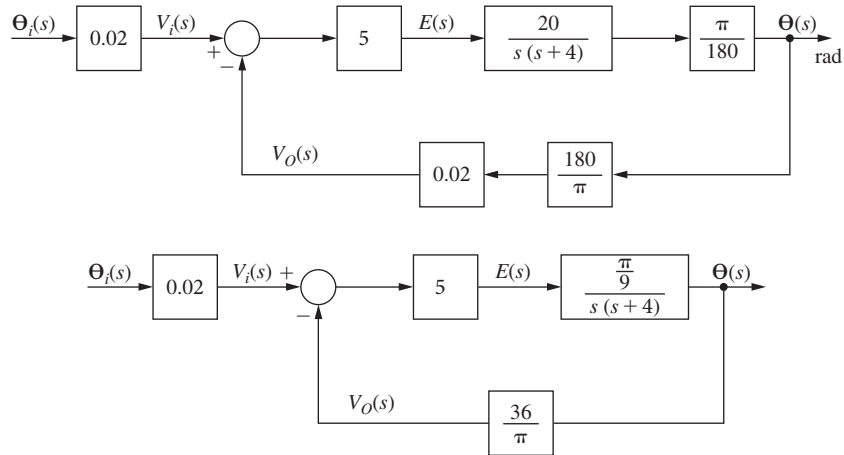 Θi(s) 0.02 Vi(s) + − 5 E(s) 20 / s (s + 4) π / 180 Θ(s) rad
VO(s) 0.02 180 / π
Θi(s) 0.02 Vi(s) + − 5 E(s) π/9 / s (s + 4) Θ(s)
VO(s) 36 / π